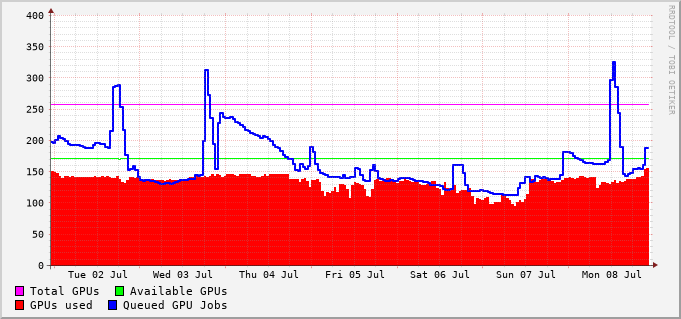 400
350
300
250
200
150
100
50
0
Tue 02 Jul Wed 03 Jul Thu 04 Jul Fri 05 Jul Sat 06 Jul Sun 07 Jul Mon 08 Jul
Total GPUs Available GPUs
GPUs used Queued GPU Jobs
RRDTOOL / TOBI OETIKER